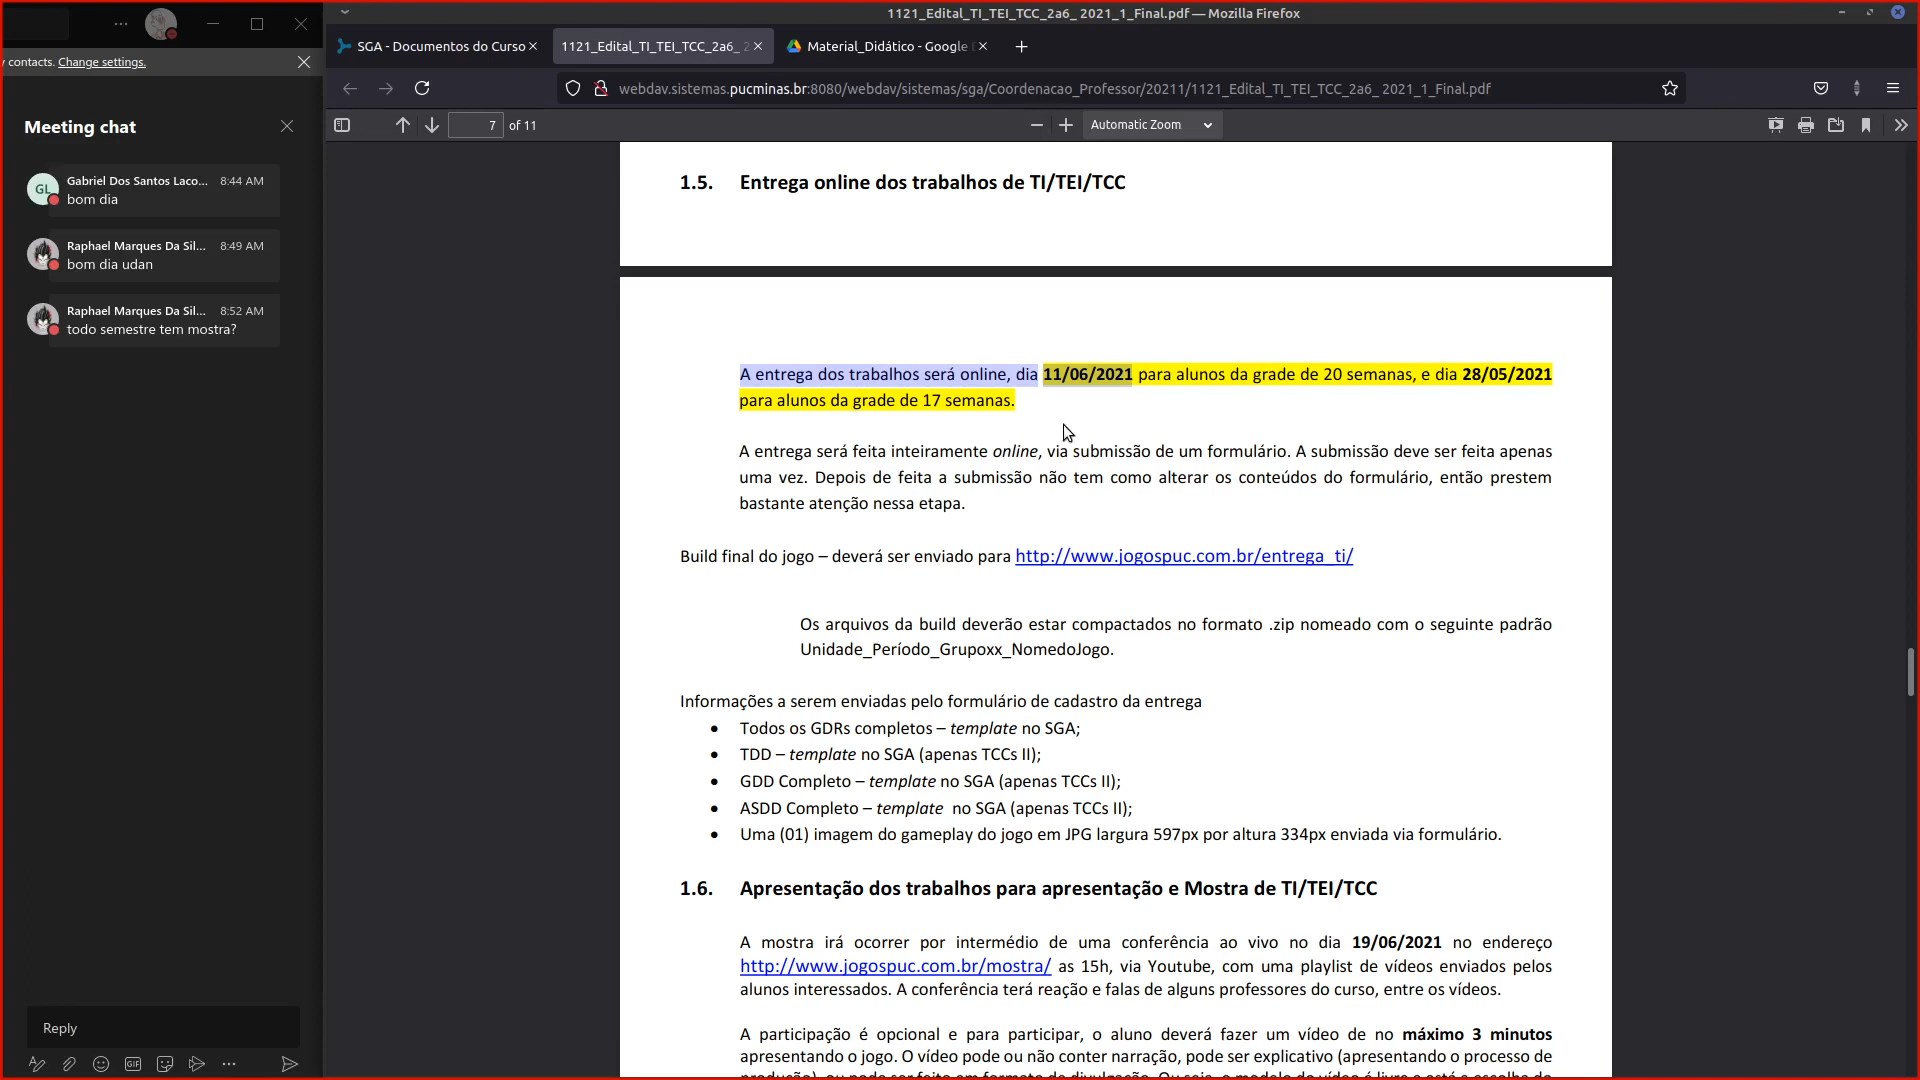 1121_Edital_TI_TEI_TCC_2a6_ 2021_1_Final.pdf — Mozilla Firefox
SGA - Documentos do Curso
1121_Edital_TI_TEI_TCC_2a6_ 2
Material_Didático - Google
contacts. Change settings.
webdav.sistemas.pucminas.br:8080/webdav/sistemas/sga/Coordenacao_Professor/20211/1121_Edital_TI_TEI_TCC_2a6_ 2021_1_Final.pdf
7 of 11
Automatic Zoom
Meeting chat
GL
Gabriel Dos Santos Laco... 8:44 AM
bom dia
Raphael Marques Da Sil... 8:49 AM
bom dia udan
Raphael Marques Da Sil... 8:52 AM
todo semestre tem mostra?
Reply
GIF
1.5. Entrega online dos trabalhos de TI/TEI/TCC
A entrega dos trabalhos será online, dia 11/06/2021 para alunos da grade de 20 semanas, e dia 28/05/2021
para alunos da grade de 17 semanas.
A entrega será feita inteiramente online, via submissão de um formulário. A submissão deve ser feita apenas
uma vez. Depois de feita a submissão não tem como alterar os conteúdos do formulário, então prestem
bastante atenção nessa etapa.
Build final do jogo – deverá ser enviado para http://www.jogospuc.com.br/entrega_ti/
Os arquivos da build deverão estar compactados no formato .zip nomeado com o seguinte padrão
Unidade_Período_Grupoxx_NomedoJogo.
Informações a serem enviadas pelo formulário de cadastro da entrega
• Todos os GDRs completos – template no SGA;
• TDD – template no SGA (apenas TCCs II);
• GDD Completo – template no SGA (apenas TCCs II);
• ASDD Completo – template no SGA (apenas TCCs II);
• Uma (01) imagem do gameplay do jogo em JPG largura 597px por altura 334px enviada via formulário.
1.6. Apresentação dos trabalhos para apresentação e Mostra de TI/TEI/TCC
A mostra irá ocorrer por intermédio de uma conferência ao vivo no dia 19/06/2021 no endereço
http://www.jogospuc.com.br/mostra/ as 15h, via Youtube, com uma playlist de vídeos enviados pelos
alunos interessados. A conferência terá reação e falas de alguns professores do curso, entre os vídeos.
A participação é opcional e para participar, o aluno deverá fazer um vídeo de no máximo 3 minutos
apresentando o jogo. O vídeo pode ou não conter narração, pode ser explicativo (apresentando o processo de